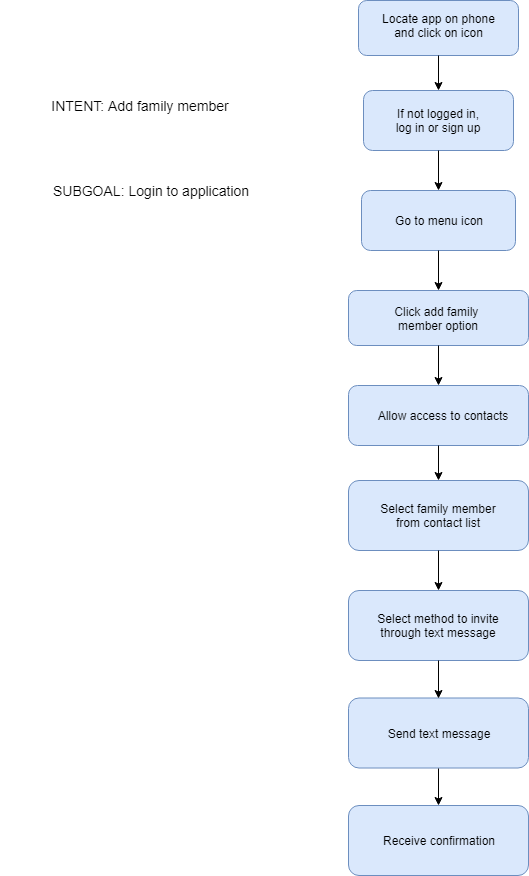 Locate app on phone
and click on icon
INTENT: Add family member
If not logged in,
log in or sign up
SUBGOAL: Login to application
Go to menu icon
Click add family
member option
Allow access to contacts
Select family member
from contact list
Select method to invite
through text message
Send text message
Receive confirmation